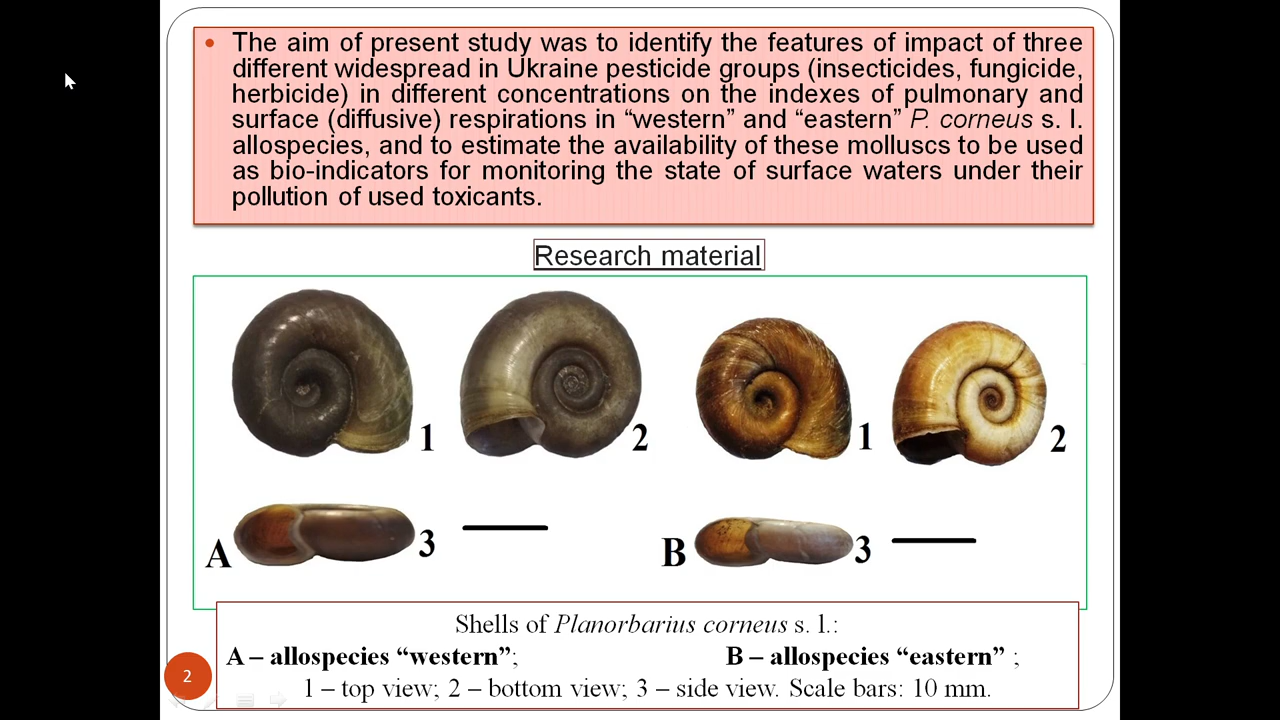 The aim of present study was to identify the features of impact of three
different widespread in Ukraine pesticide groups (insecticides, fungicide,
herbicide) in different concentrations on the indexes of pulmonary and
surface (diffusive) respirations in “western” and “eastern” P. corneus s. l.
allospecies, and to estimate the availability of these molluscs to be used
as bio-indicators for monitoring the state of surface waters under their
pollution of used toxicants.
Research material
1 2 1 2
A 3 B 3
Shells of Planorbarius corneus s. l.:
A – allospecies “western”; B – allospecies “eastern” ;
1 – top view; 2 – bottom view; 3 – side view. Scale bars: 10 mm.
2